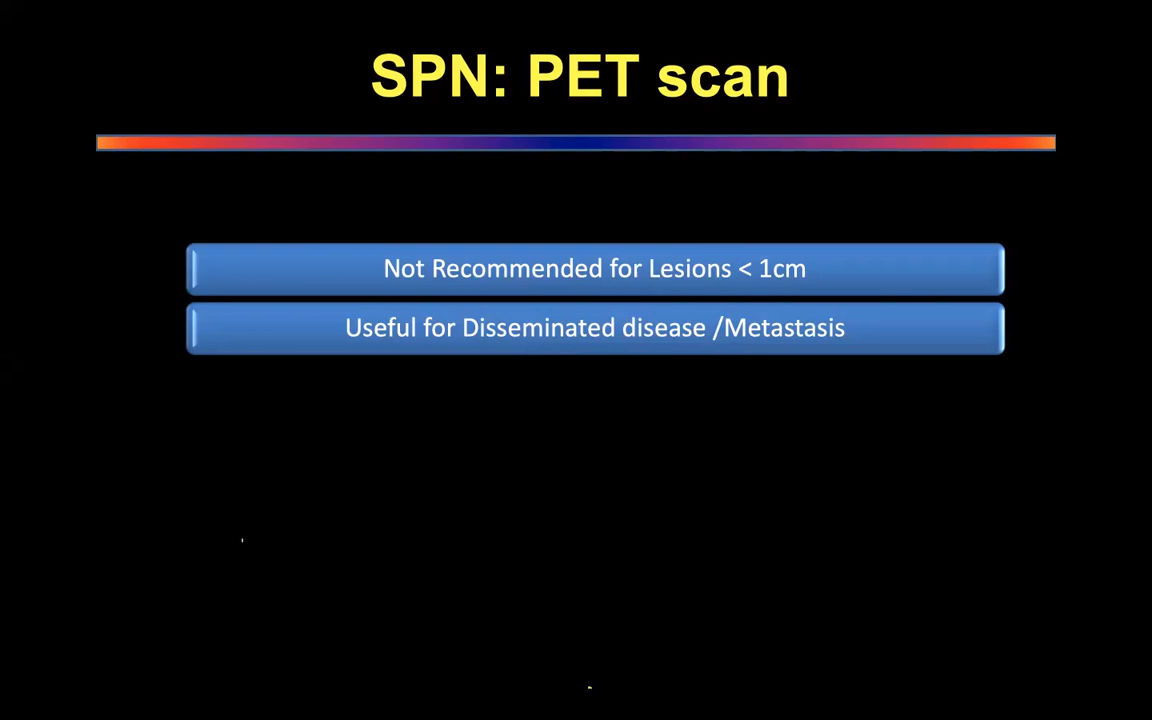 SPN: PET scan
Not Recommended for Lesions < 1cm
Useful for Disseminated disease /Metastasis